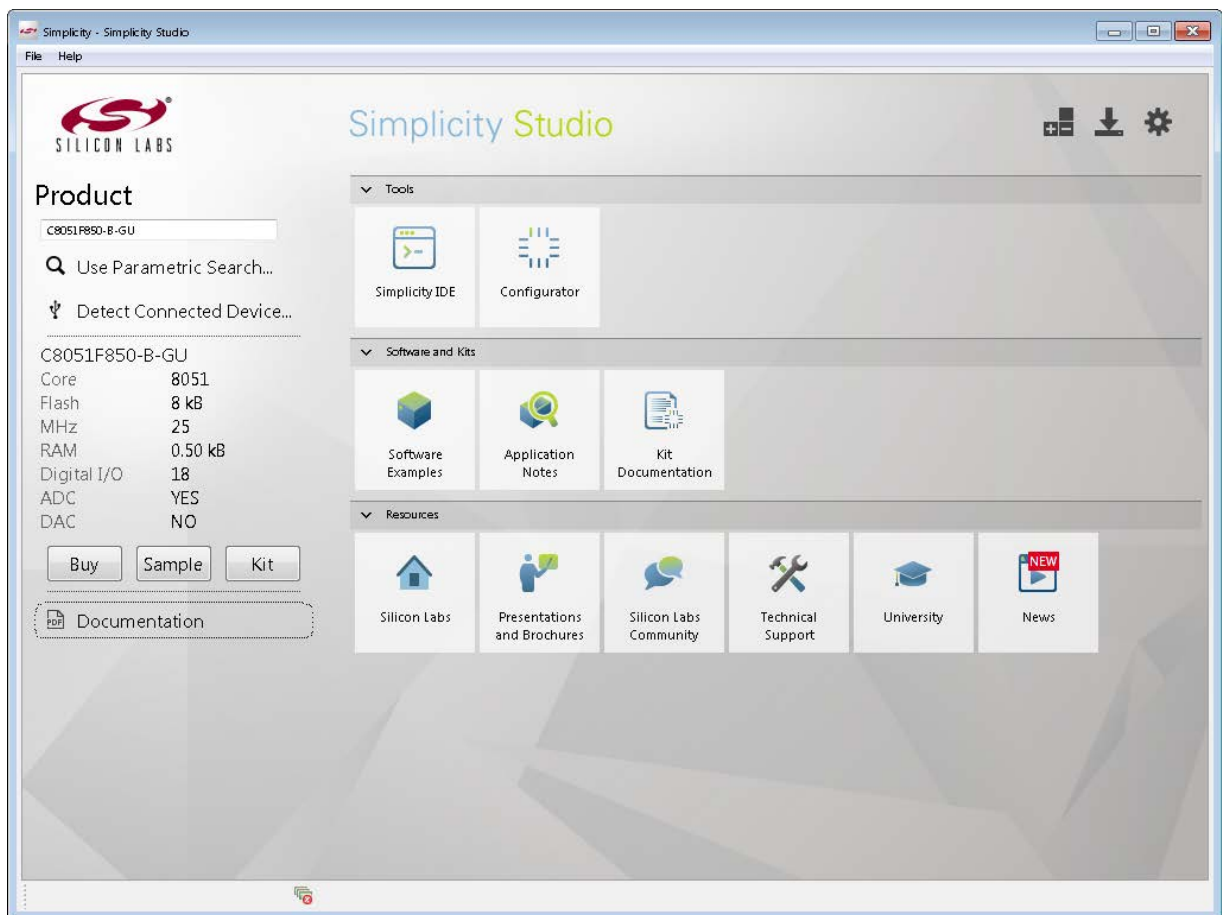 Simplicity - Simplicity Studio
File Help
SILICON LABS
Simplicity Studio
Product
C8051F850-B-GU
Use Parametric Search...
Detect Connected Device...
C8051F850-B-GU
Core 8051
Flash 8 kB
MHz 25
RAM 0.50 kB
Digital I/O 18
ADC YES
DAC NO
Buy Sample Kit
PDF Documentation
Tools
Simplicity IDE Configurator
Software and Kits
Software Application Kit
Examples Notes Documentation
Resources
NEW
Silicon Labs Presentations Silicon Labs Technical University News
and Brochures Community Support